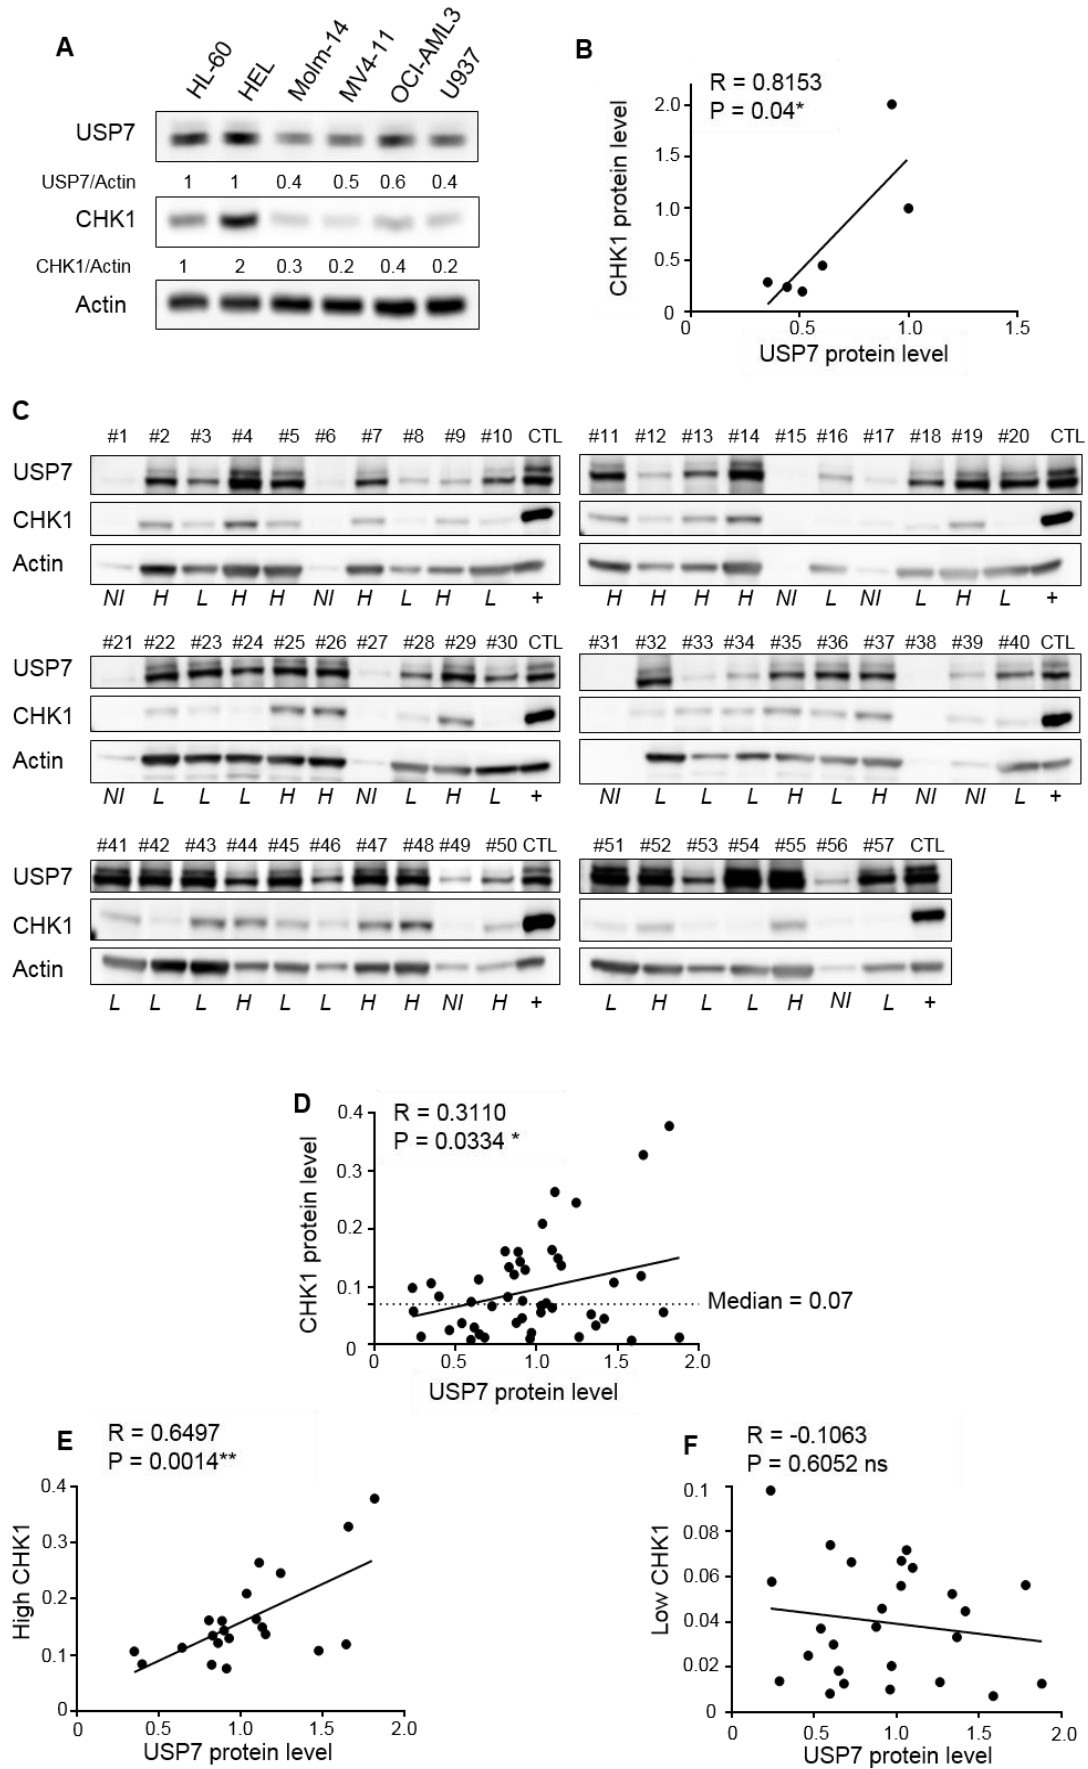 A
HL-60 HEL Molm-14 MV4-11 OCI-AML3 U937
USP7
USP7/Actin 1 1 0.4 0.5 0.6 0.4
CHK1
CHK1/Actin 1 2 0.3 0.2 0.4 0.2
Actin
B
R = 0.8153
P = 0.04*
CHK1 protein level
2.0
1.5
1.0
0.5
0
0 0.5 1.0 1.5
USP7 protein level
C
#1 #2 #3 #4 #5 #6 #7 #8 #9 #10 CTL
USP7
CHK1
Actin
NI H L H H NI H L H L +
#11 #12 #13 #14 #15 #16 #17 #18 #19 #20 CTL
H H H H NI L NI L H L +
#21 #22 #23 #24 #25 #26 #27 #28 #29 #30 CTL
USP7
CHK1
Actin
NI L L L H H NI L H L +
#31 #32 #33 #34 #35 #36 #37 #38 #39 #40 CTL
NI L L L H L H NI NI L +
#41 #42 #43 #44 #45 #46 #47 #48 #49 #50 CTL
USP7
CHK1
Actin
L L L H L L H H NI H +
#51 #52 #53 #54 #55 #56 #57 CTL
L H L L H NI L +
D
R = 0.3110
P = 0.0334 *
CHK1 protein level
0.4
0.3
0.2
0.1
0
Median = 0.07
0 0.5 1.0 1.5 2.0
USP7 protein level
E
R = 0.6497
P = 0.0014**
High CHK1
0.4
0.3
0.2
0.1
0
0 0.5 1.0 1.5 2.0
USP7 protein level
F
R = -0.1063
P = 0.6052 ns
Low CHK1
0.1
0.08
0.06
0.04
0.02
0
0 0.5 1.0 1.5 2.0
USP7 protein level